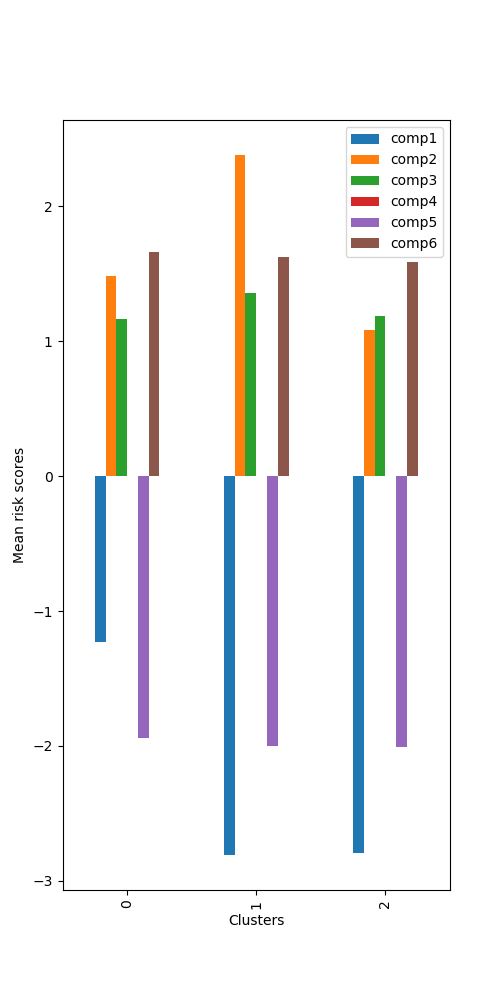 comp1
comp2
comp3
comp4
comp5
comp6
2
1
0
−1
−2
−3
Mean risk scores
0
1
2
Clusters